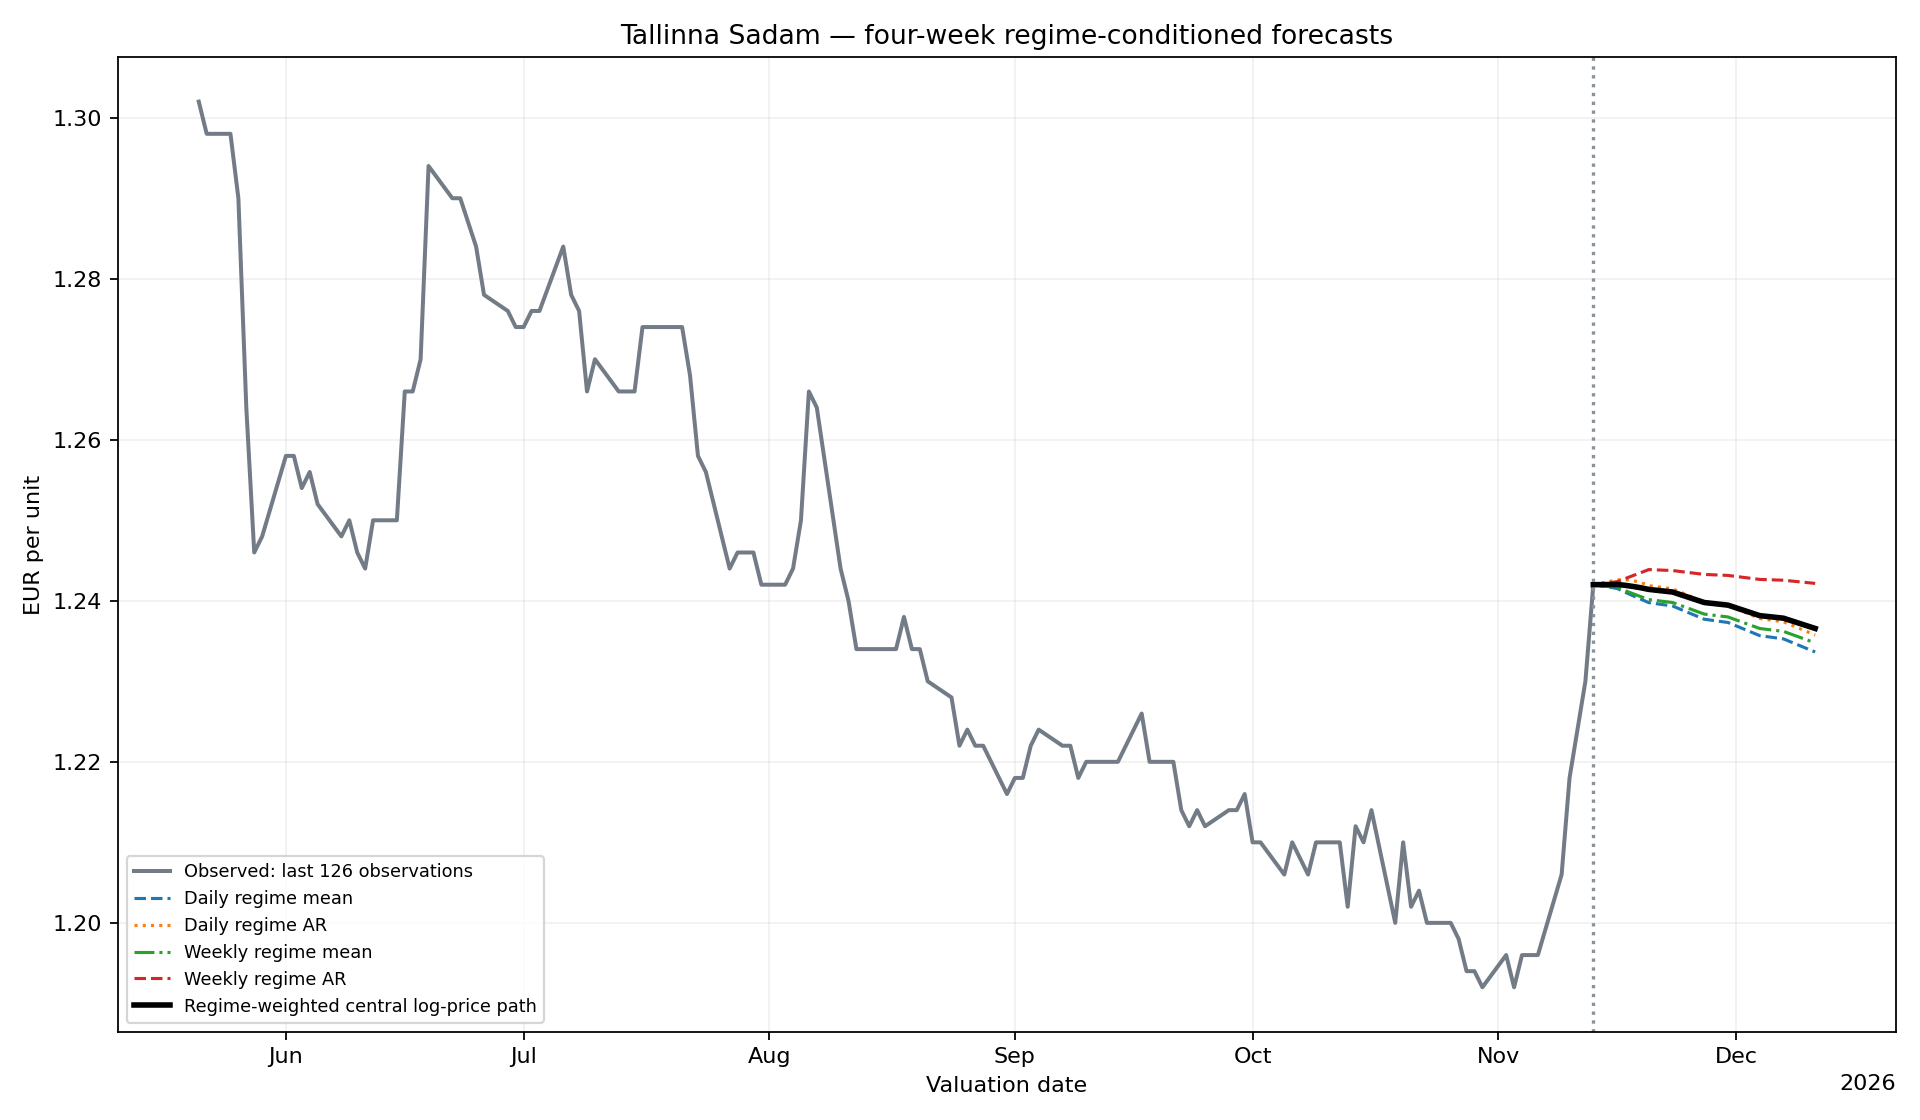 Tallinna Sadam — four-week regime-conditioned forecasts
EUR per unit
1.30
1.28
1.26
1.24
1.22
1.20
Observed: last 126 observations
Daily regime mean
Daily regime AR
Weekly regime mean
Weekly regime AR
Regime-weighted central log-price path
Jun
Jul
Aug
Sep
Oct
Nov
Dec
Valuation date
2026